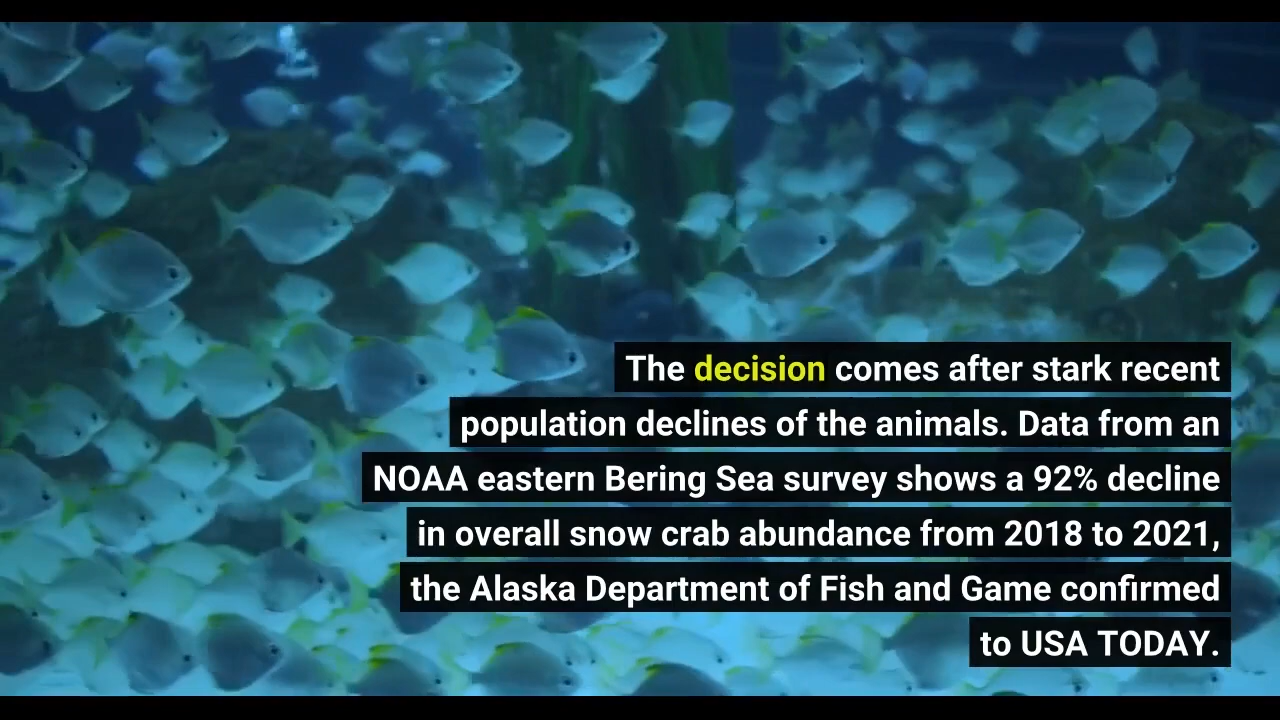 The decision comes after stark recent
population declines of the animals. Data from an
NOAA eastern Bering Sea survey shows a 92% decline
in overall snow crab abundance from 2018 to 2021,
the Alaska Department of Fish and Game confirmed
to USA TODAY.